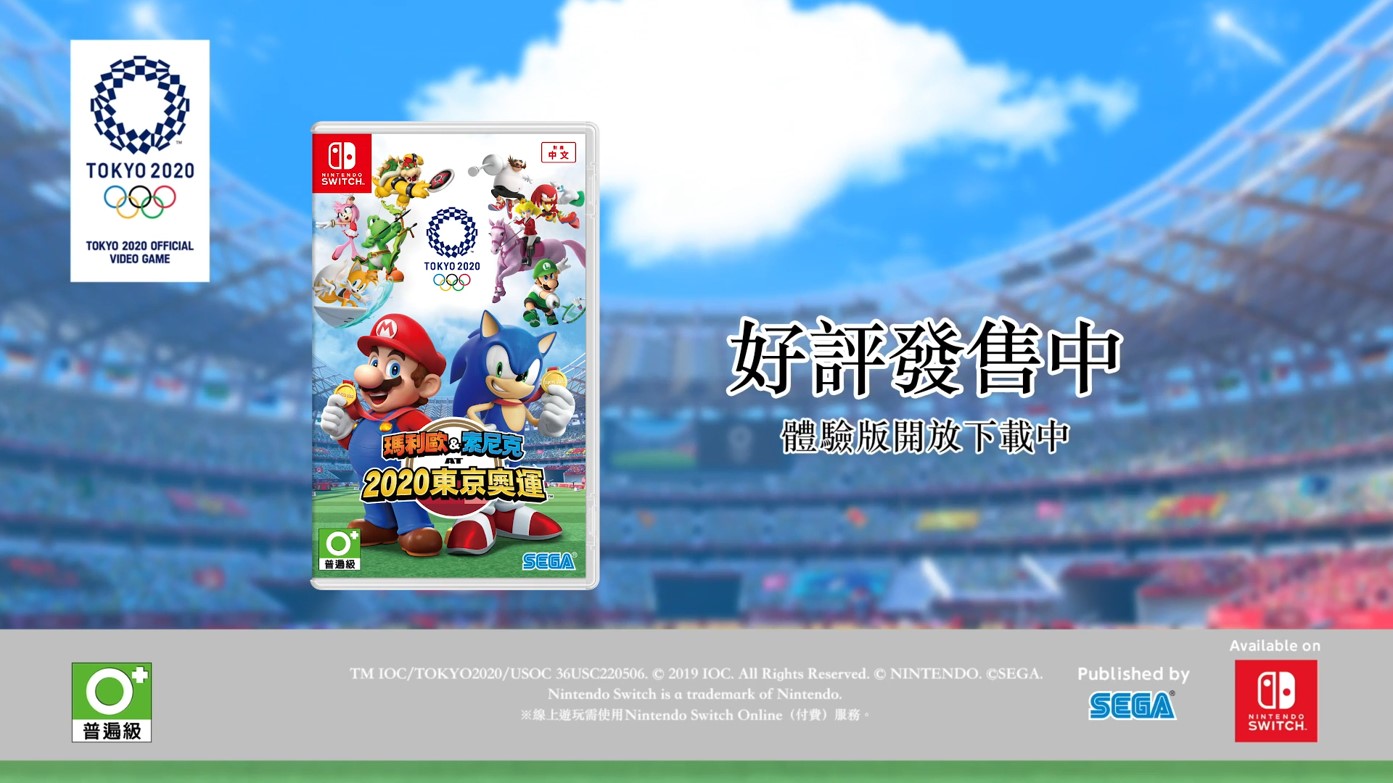 TOKYO 2020
TOKYO 2020 OFFICIAL
VIDEO GAME
NINTENDO
SWITCH.
中文
TOKYO 2020
M
瑪利歐&索尼克
AT
2020東京奧運
普遍級
SEGA
好評發售中
體驗版開放下載中
普遍級
TM IOC/TOKYO2020/USOC 36USC220506. © 2019 IOC. All Rights Reserved. © NINTENDO. ©SEGA.
Nintendo Switch is a trademark of Nintendo.
※線上遊玩需使用Nintendo Switch Online（付費）服務。
Published by
SEGA®
Available on
NINTENDO
SWITCH.